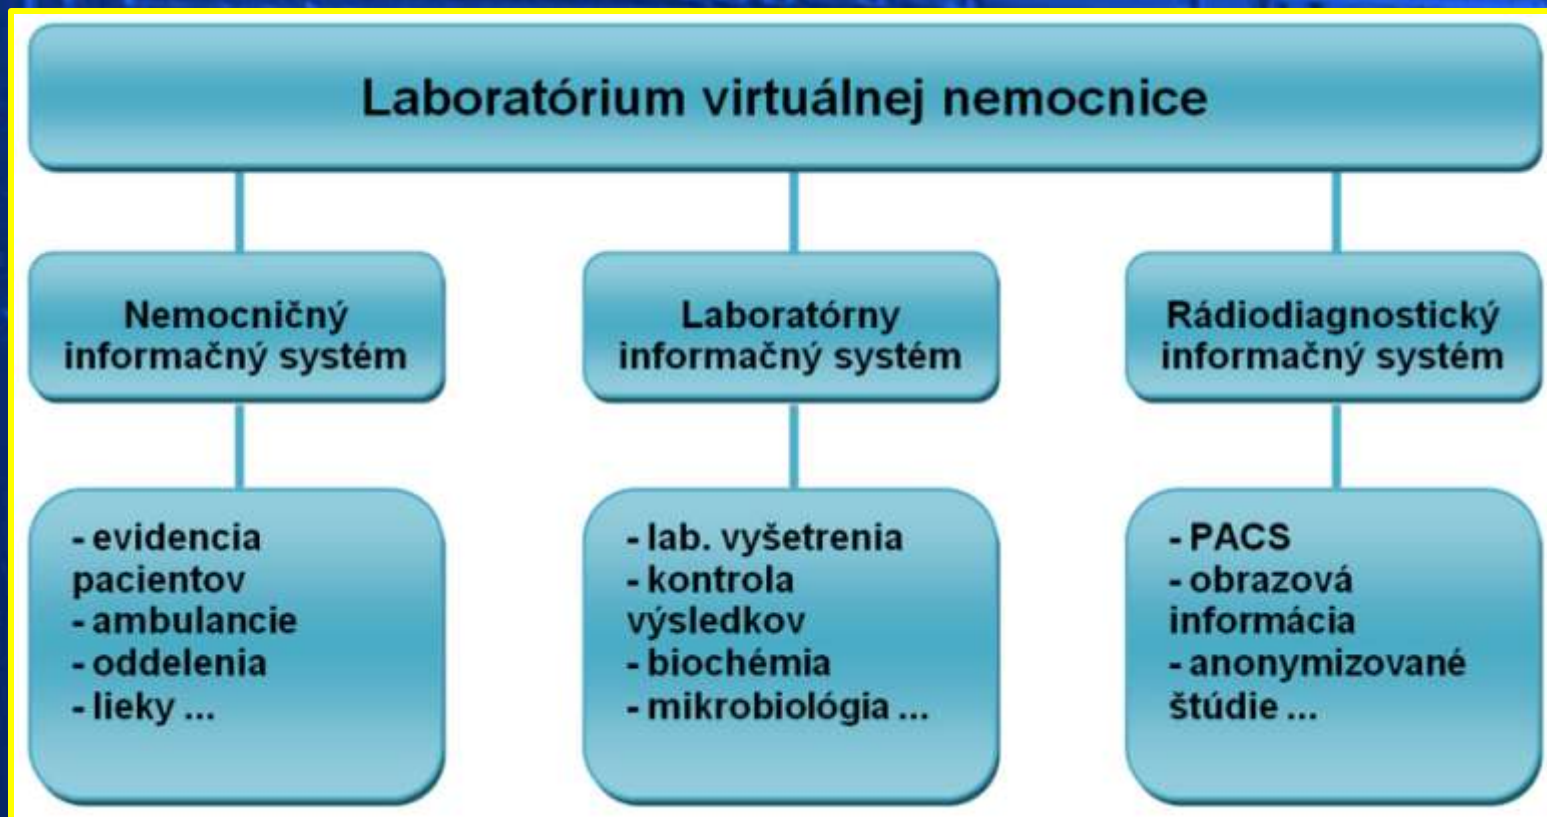 Laboratórium virtuálnej nemocnice
Nemocničný
informačný systém
- evidencia
pacientov
- ambulancie
- oddelenia
- lieky ...
Laboratórny
informačný systém
- lab. vyšetrenia
- kontrola
výsledkov
- biochémia
- mikrobiológia ...
Rádiodiagnostický
informačný systém
- PACS
- obrazová
informácia
- anonymizované
štúdie ...